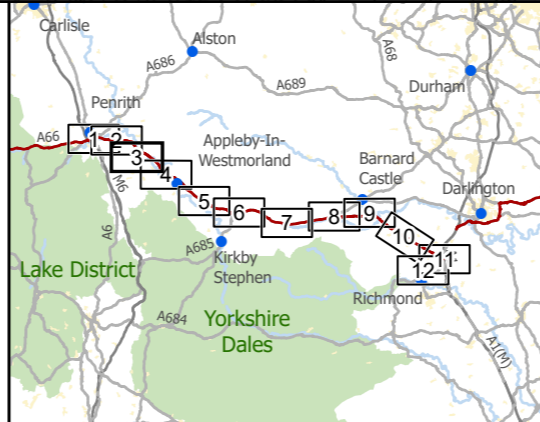 Carlisle
Alston
A686
A68
A689
Durham
Penrith
A66
1
2
3
M6
A6
Appleby-In-
Westmorland
4
5
6
7
8
9
10
11
12
Barnard
Castle
Darlington
A685
Kirkby
Stephen
Lake District
Richmond
A684
Yorkshire
Dales
A1(M)